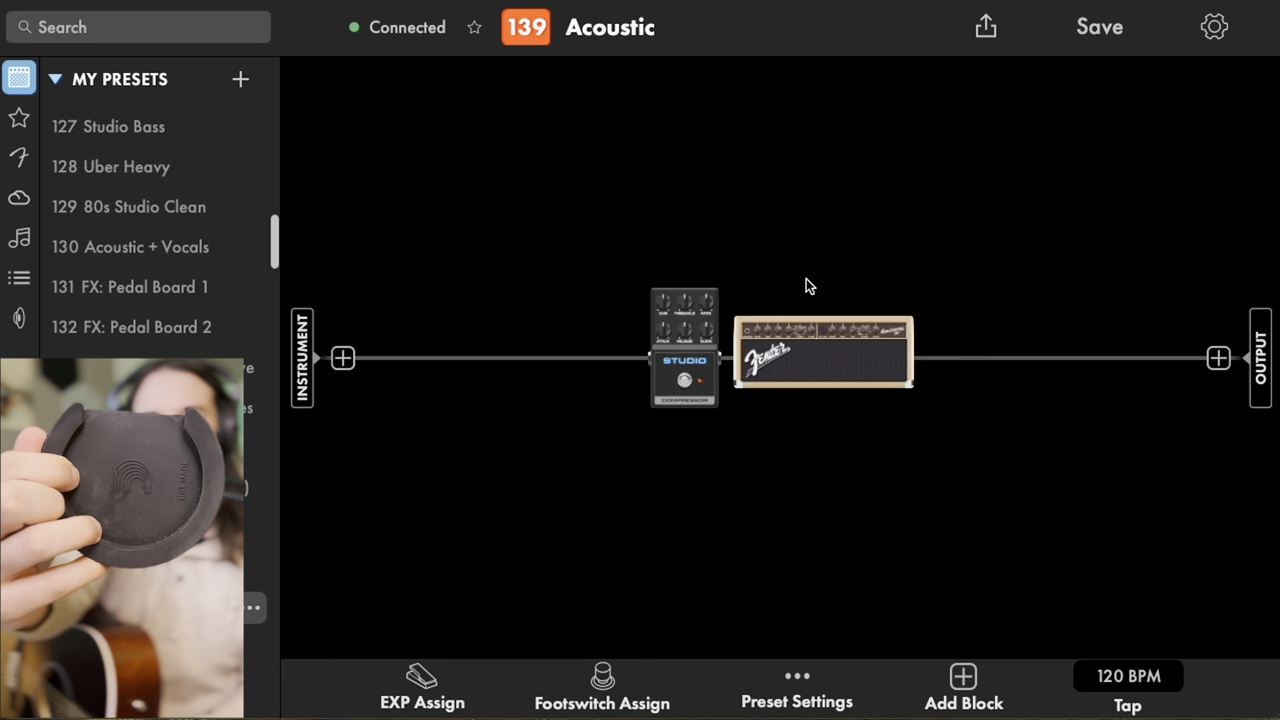 Search
Connected
139 Acoustic
Save
MY PRESETS
127 Studio Bass
128 Uber Heavy
129 80s Studio Clean
130 Acoustic + Vocals
131 FX: Pedal Board 1
132 FX: Pedal Board 2
INSTRUMENT
STUDIO
COMPRESSOR
Fender
OUTPUT
EXP Assign
Footswitch Assign
Preset Settings
Add Block
120 BPM
Tap